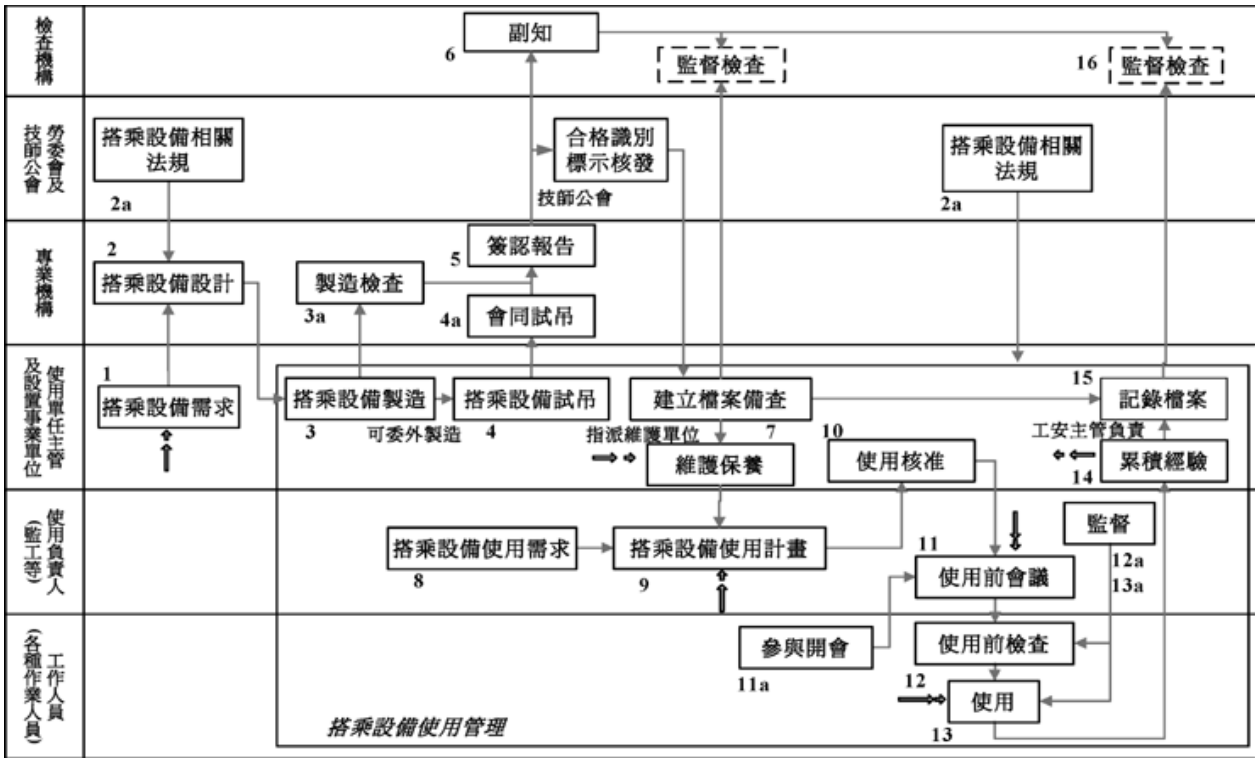 檢查機構
6
副知
監督檢查
16
監督檢查
勞委會及
技師公會
搭乘設備相關
法規
2a
合格識別
標示核發
技師公會
搭乘設備相關
法規
2a
專業機構
2
搭乘設備設計
製造檢查
3a
5
簽認報告
4a
會同試吊
使用單任主管
及設置事業單位
1
搭乘設備需求
搭乘設備製造
3
可委外製造
搭乘設備試吊
4
建立檔案備查
7
指派維護單位
維護保養
10
使用核准
15
記錄檔案
工安主管負責
14
累積經驗
使用負責人
(監工等)
搭乘設備使用需求
8
搭乘設備使用計畫
9
11
使用前會議
監督
12a
13a
工作人員
(各種作業人員)
參與開會
11a
使用前檢查
12
使用
13
搭乘設備使用管理